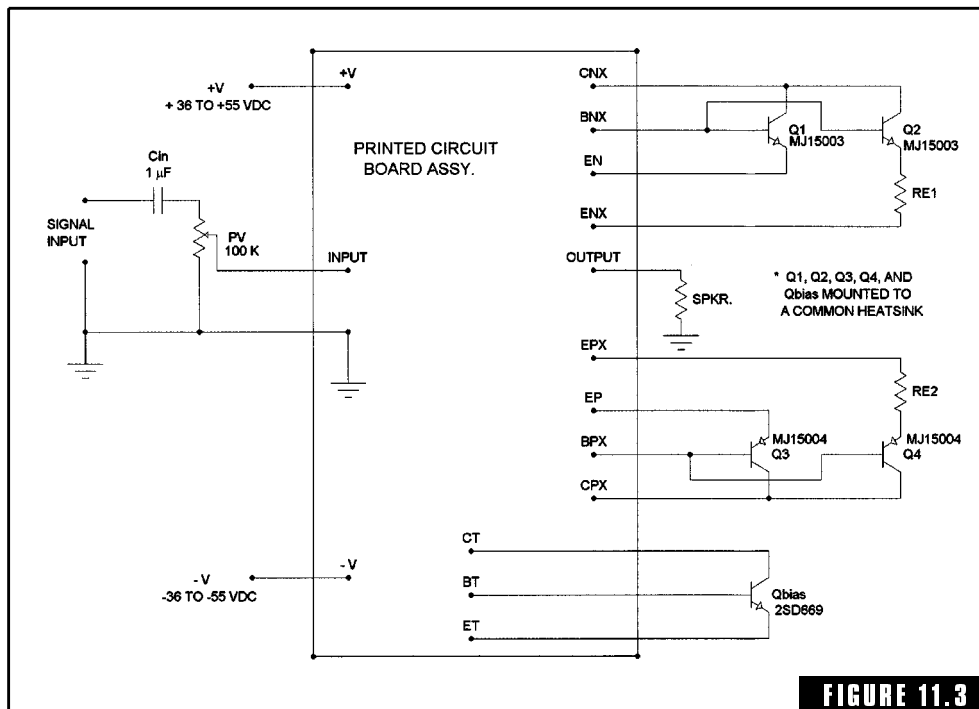 +V
+ 36 TO +55 VDC
+V
PRINTED CIRCUIT
BOARD ASSY.
Cin
1 µF
SIGNAL
INPUT
PV
100 K
INPUT
- V
-36 TO -55 VDC
- V
CNX
BNX
EN
ENX
OUTPUT
EPX
EP
BPX
CPX
CT
BT
ET
Q1
MJ15003
Q2
MJ15003
RE1
SPKR.
* Q1, Q2, Q3, Q4, AND
Qbias MOUNTED TO
A COMMON HEATSINK
RE2
MJ15004
Q3
MJ15004
Q4
Qbias
2SD669
FIGURE 11.3